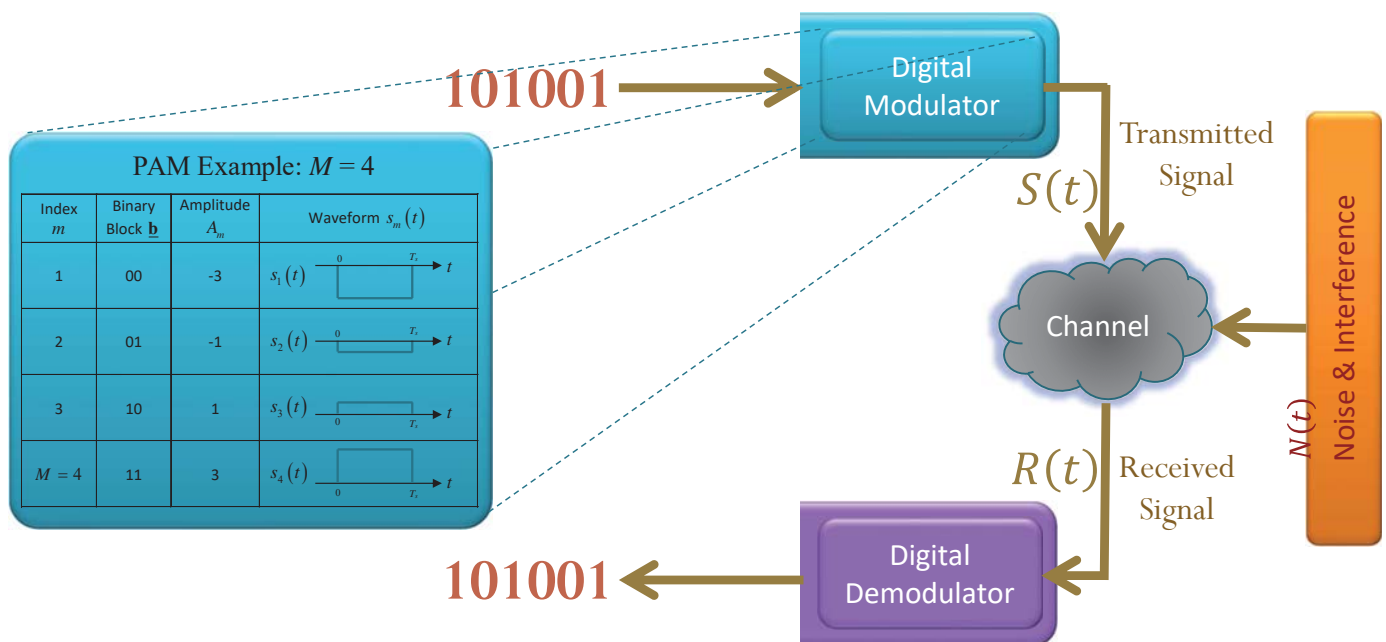 101001
Digital
Modulator
Transmitted
Signal
S(t)
PAM Example: M = 4
Index
m
Binary
Block b
Amplitude
A_m
Waveform s_m(t)
1
00
-3
s_1(t)
0
T_s
t
2
01
-1
s_2(t)
0
T_s
t
3
10
1
s_3(t)
0
T_s
t
M = 4
11
3
s_4(t)
0
T_s
t
Channel
N(t)
Noise & Interference
R(t)
Received
Signal
101001
Digital
Demodulator